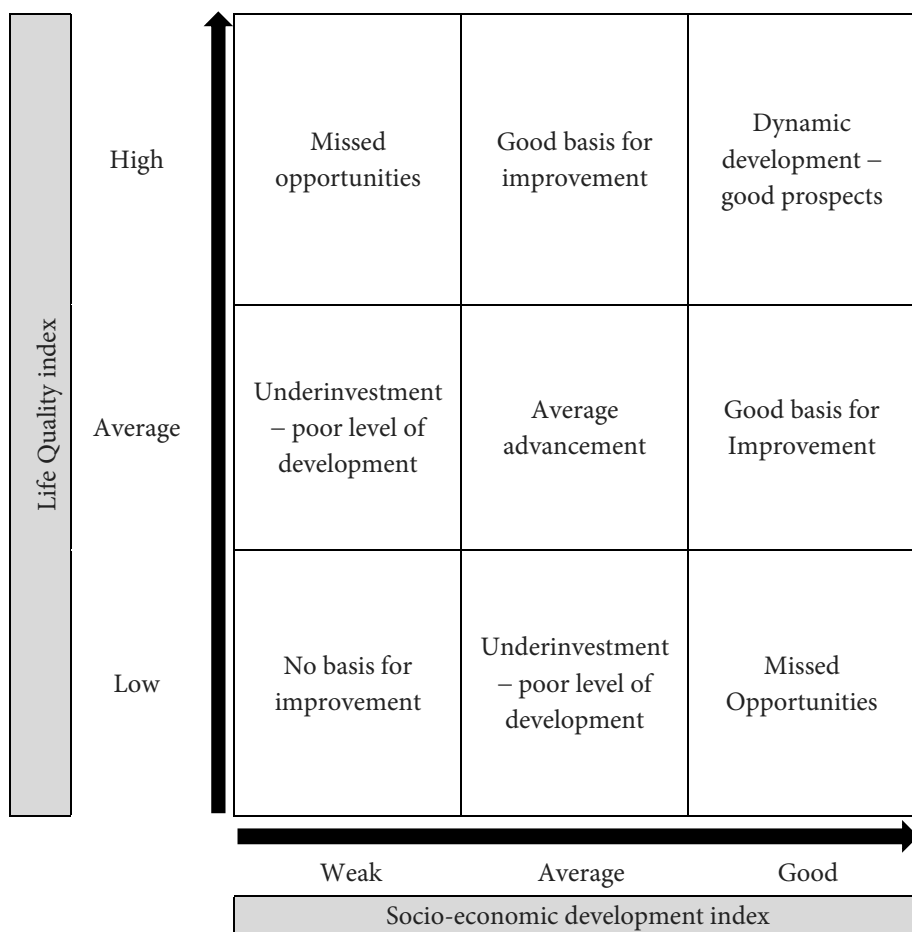 Life Quality index
High
Missed
opportunities
Good basis for
improvement
Dynamic
development –
good prospects
Average
Underinvestment
– poor level of
development
Average
advancement
Good basis for
Improvement
Low
No basis for
improvement
Underinvestment
– poor level of
development
Missed
Opportunities
Weak
Average
Good
Socio-economic development index